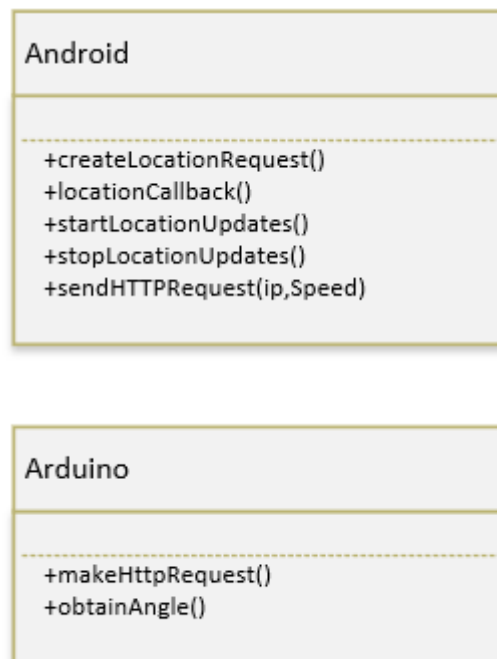 Android
+createLocationRequest()
+locationCallback()
+startLocationUpdates()
+stopLocationUpdates()
+sendHTTPRequest(ip,Speed)
Arduino
+makeHttpRequest()
+obtainAngle()